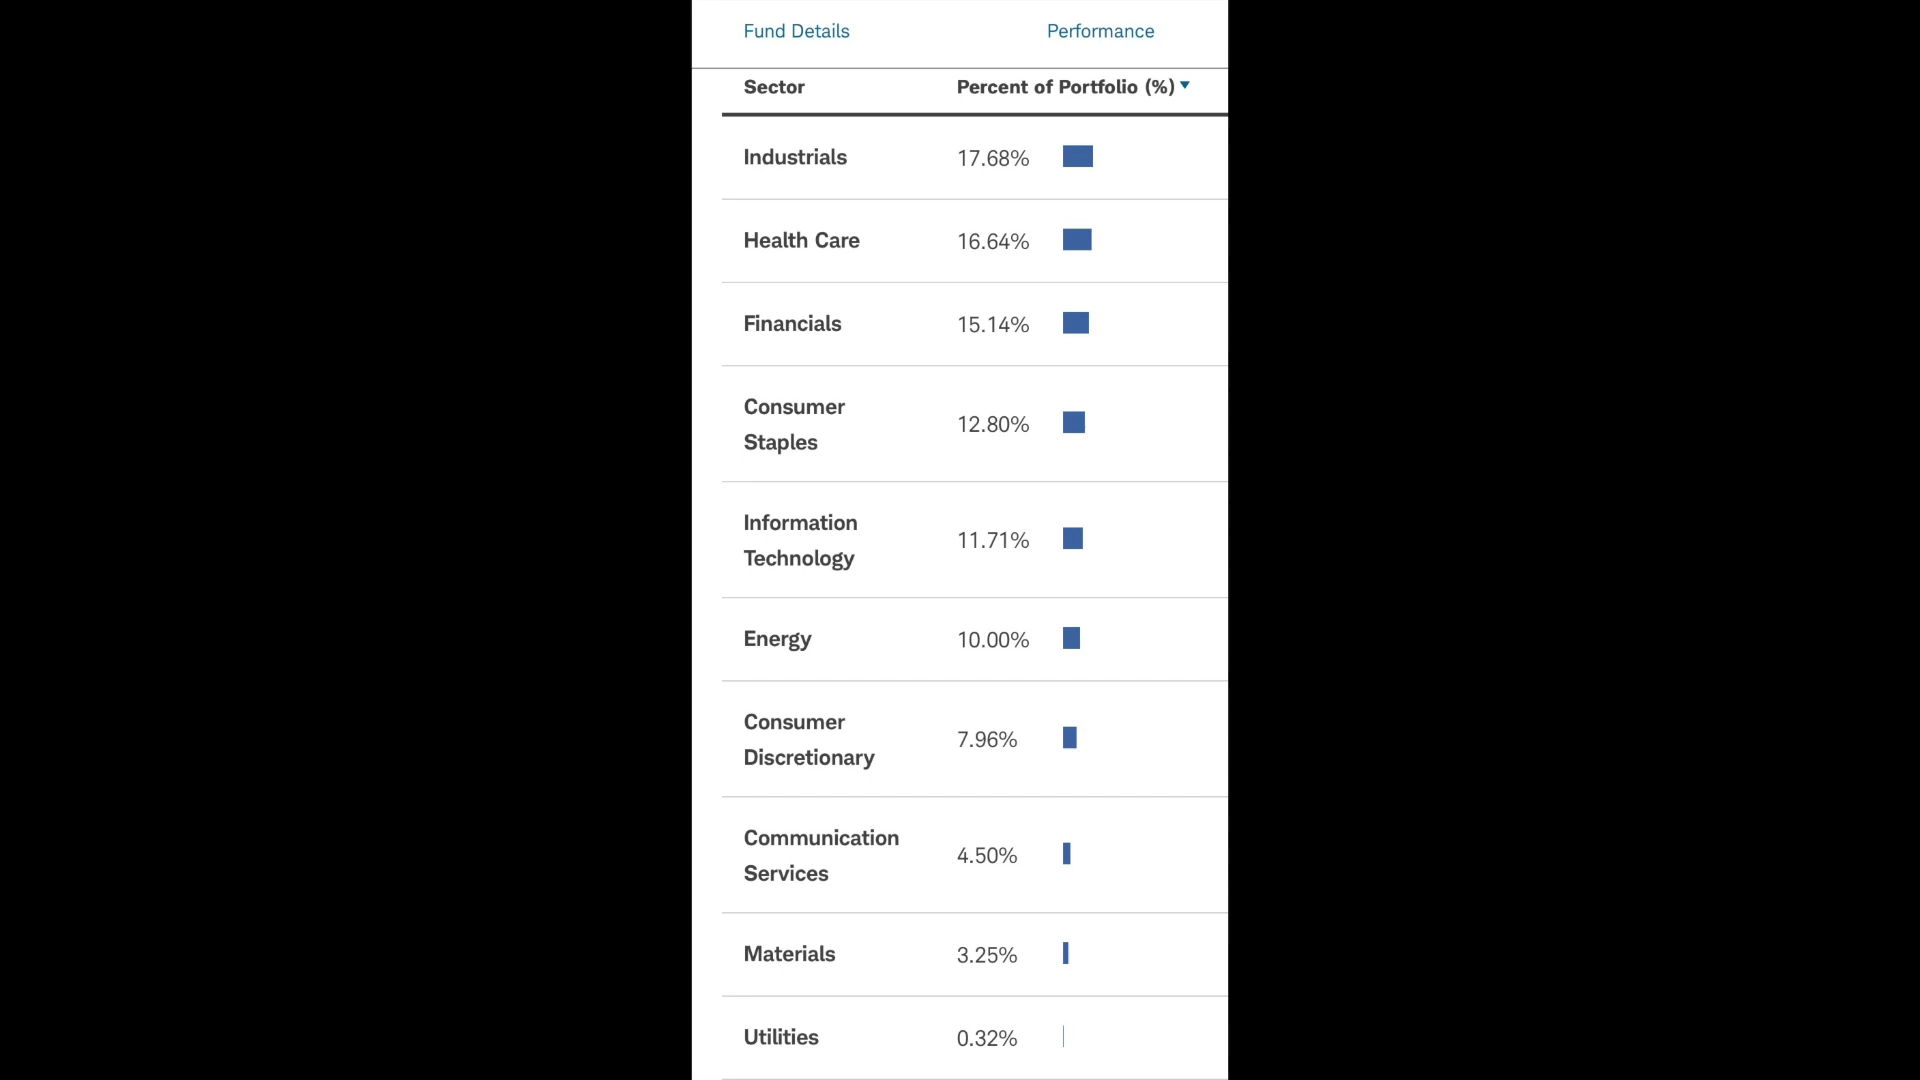 Fund Details Performance
Sector Percent of Portfolio (%)
Industrials 17.68%
Health Care 16.64%
Financials 15.14%
Consumer
Staples 12.80%
Information
Technology 11.71%
Energy 10.00%
Consumer
Discretionary 7.96%
Communication
Services 4.50%
Materials 3.25%
Utilities 0.32%